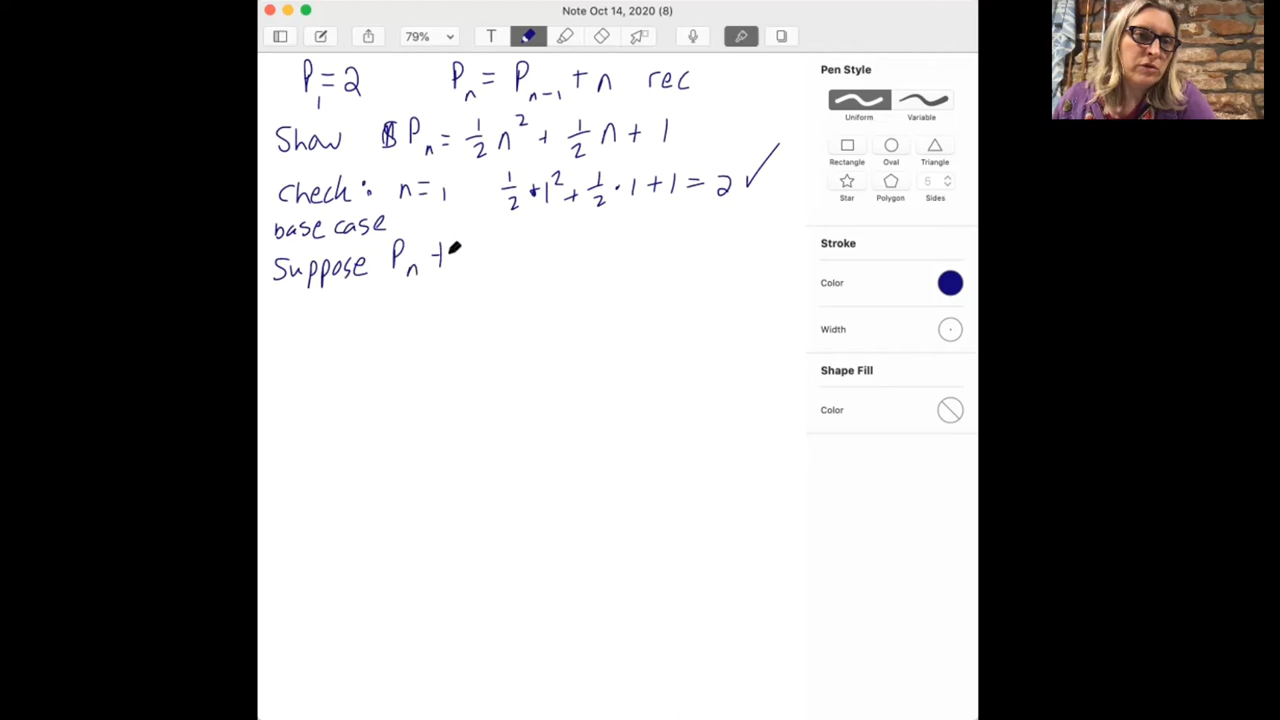 Note Oct 14, 2020 (8)
79%
T
P₁ = 2 Pₙ = Pₙ₋₁ + n rec
Show Pₙ = 1/2 n² + 1/2 n + 1
check: n = 1 1/2 · 1² + 1/2 · 1 + 1 = 2 ✓
base case
Suppose Pₙ t
Pen Style
Uniform Variable
Rectangle Oval Triangle
5
Star Polygon Sides
Stroke
Color
Width
Shape Fill
Color